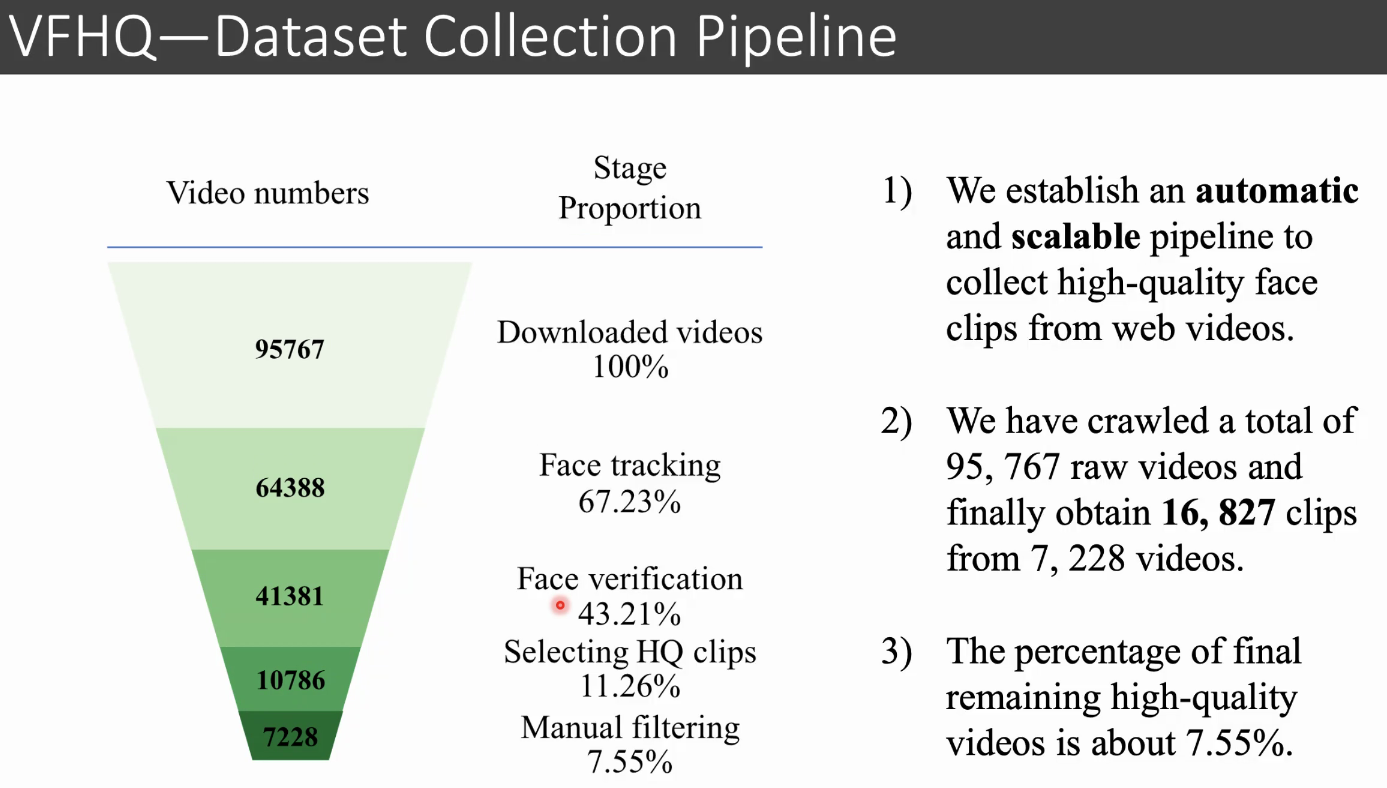 VFHQ—Dataset Collection Pipeline
Video numbers
Stage
Proportion
95767
Downloaded videos
100%
64388
Face tracking
67.23%
41381
Face verification
43.21%
10786
Selecting HQ clips
11.26%
7228
Manual filtering
7.55%
1) We establish an automatic
and scalable pipeline to
collect high-quality face
clips from web videos.
2) We have crawled a total of
95, 767 raw videos and
finally obtain 16, 827 clips
from 7, 228 videos.
3) The percentage of final
remaining high-quality
videos is about 7.55%.